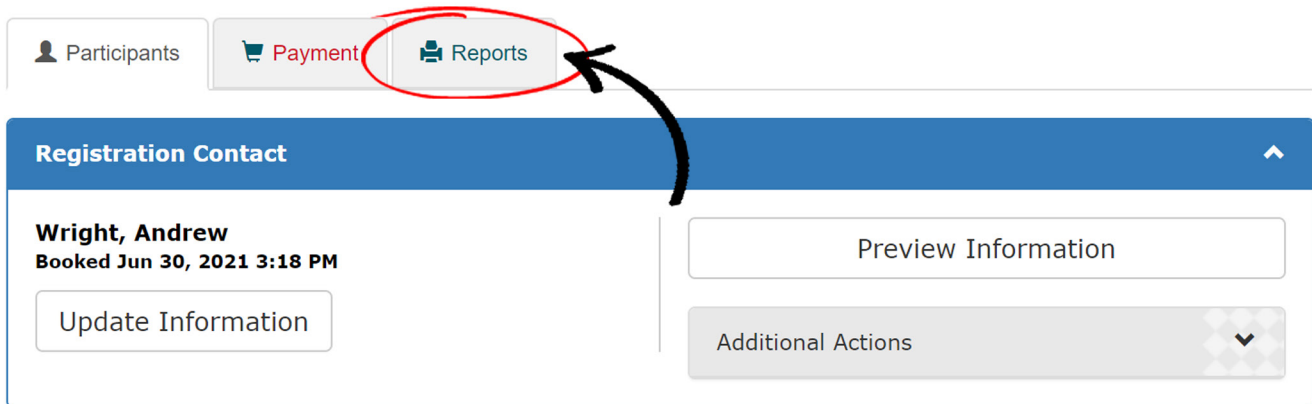 Participants
Payment
Reports
Registration Contact
Wright, Andrew
Booked Jun 30, 2021 3:18 PM
Update Information
Preview Information
Additional Actions